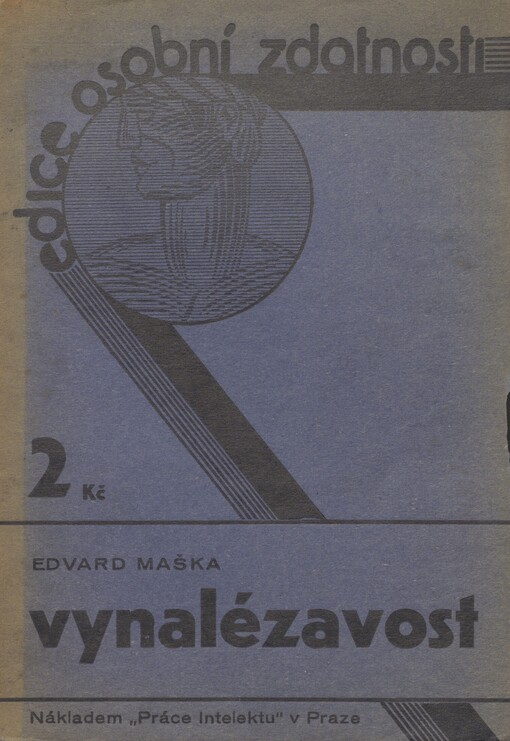 edice osobní zdatnosti
2 Kč
EDVARD MAŠKA
vynalézavost
Nákladem „Práce Intelektu" v Praze